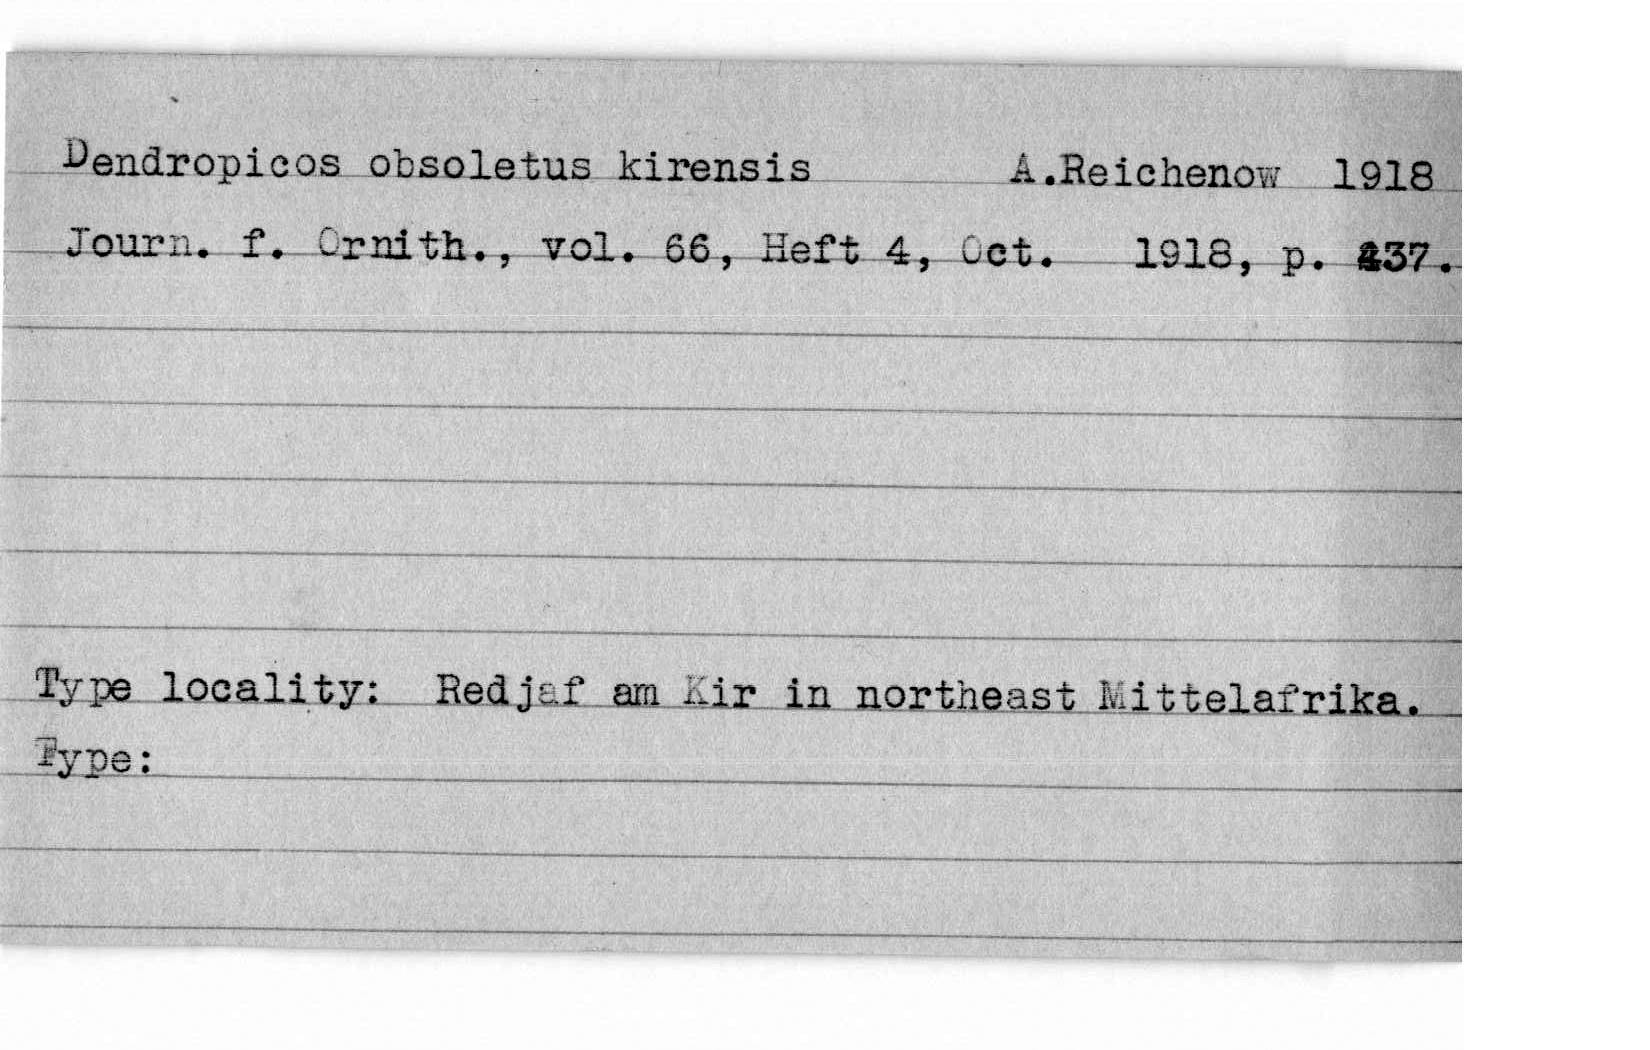 Dendropicos obsoletus kirensis A.Reichenow 1918
Journ. f. Ornith., vol. 66, Heft 4, Oct. 1918, p. 437.
Type locality: Redjaf am Kir in northeast Mittelafrika.
Type: